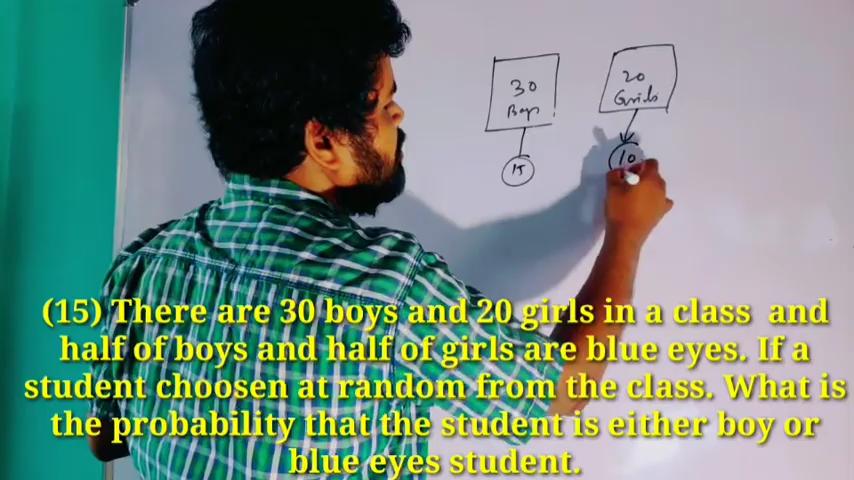 30
Boys
15
20
Girls
10
(15) There are 30 boys and 20 girls in a class and
half of boys and half of girls are blue eyes. If a
student choosen at random from the class. What is
the probability that the student is either boy or
blue eyes student.